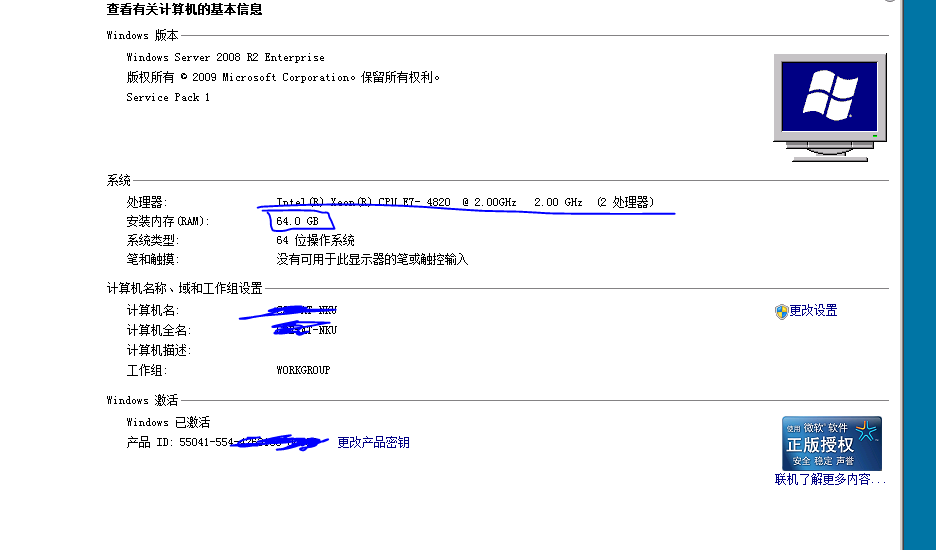 查看有关计算机的基本信息
Windows 版本
Windows Server 2008 R2 Enterprise
版权所有 © 2009 Microsoft Corporation。保留所有权利。
Service Pack 1
系统
处理器: Intel(R) Xeon(R) CPU E7- 4820 @ 2.00GHz 2.00 GHz (2 处理器)
安装内存(RAM): 64.0 GB
系统类型: 64 位操作系统
笔和触摸: 没有可用于此显示器的笔或触控输入
计算机名称、域和工作组设置
计算机名: -NKU
更改设置
计算机全名: -NKU
计算机描述:
工作组: WORKGROUP
Windows 激活
Windows 已激活
产品 ID: 55041-554- 更改产品密钥
使用 微软 软件
正版授权
安全 稳定 声誉
联机了解更多内容...